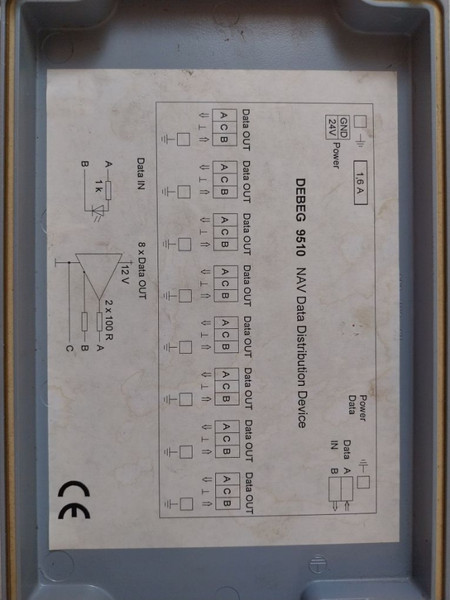 GND
24V
Power
1,6 A
DEBEG 9510 NAV Data Distribution Device
Power
Data
Data
IN
A
B
Data OUT
A C B
Data OUT
A C B
Data OUT
A C B
Data OUT
A C B
Data OUT
A C B
Data OUT
A C B
Data OUT
A C B
Data OUT
A C B
Data IN
A
1 k
B
8 x Data OUT
12 V
2 x 100 R
A
B
C
CE